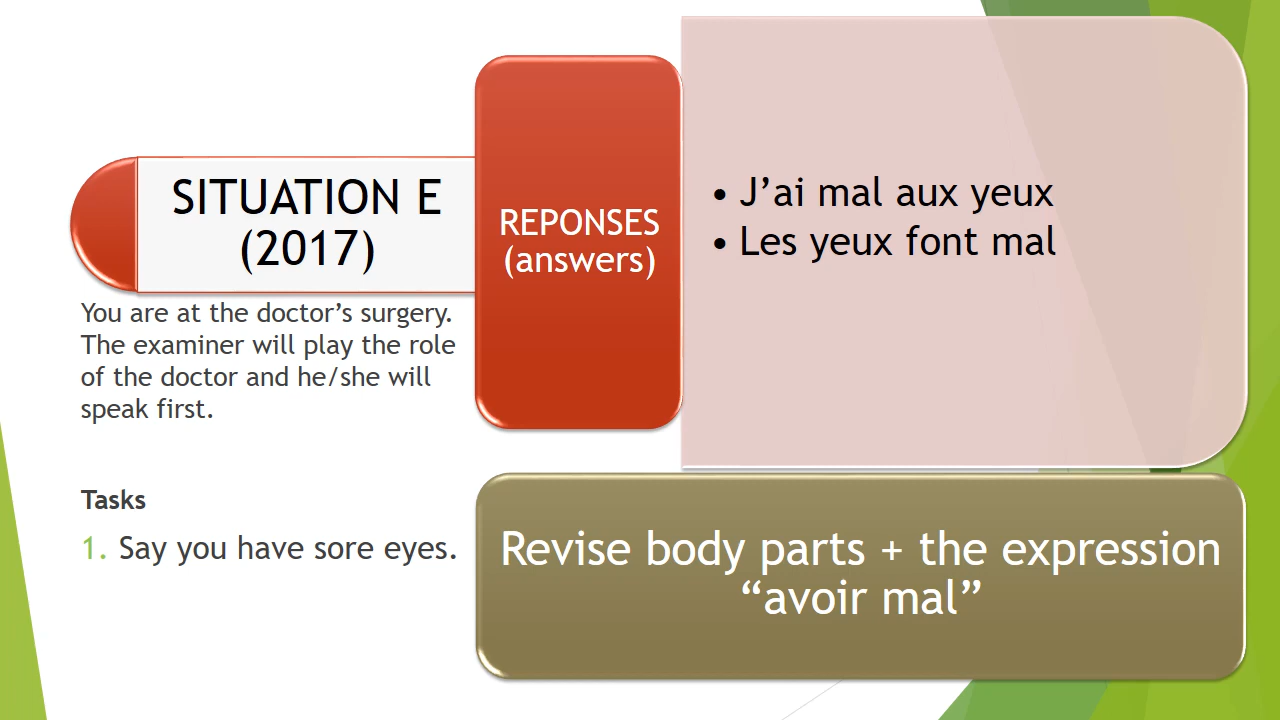 SITUATION E
(2017)
You are at the doctor’s surgery.
The examiner will play the role
of the doctor and he/she will
speak first.
Tasks
1. Say you have sore eyes.
REPONSES
(answers)
• J’ai mal aux yeux
• Les yeux font mal
Revise body parts + the expression
“avoir mal”